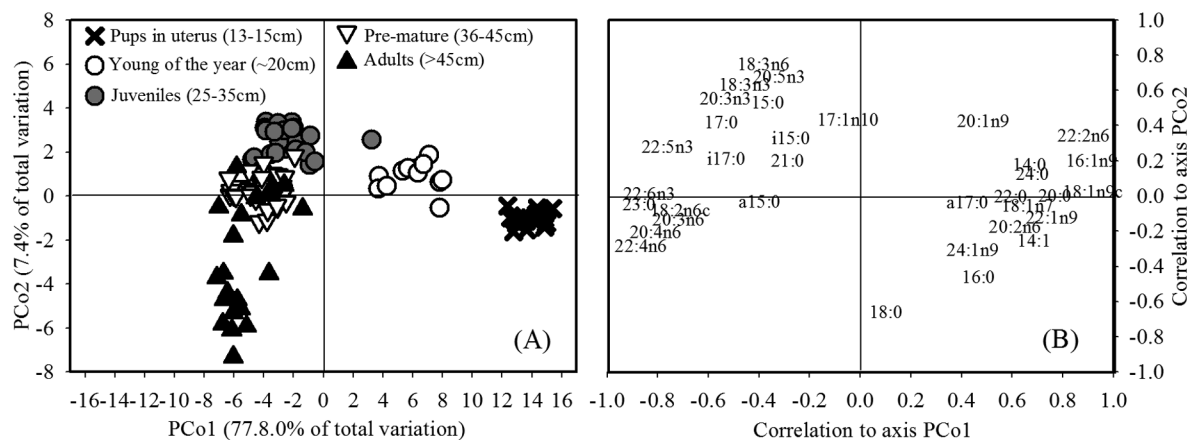 8
6
4
2
0
-2
-4
-6
-8
PCo2 (7.4% of total variation)
Pups in uterus (13-15cm)
Young of the year (~20cm)
Juveniles (25-35cm)
Pre-mature (36-45cm)
Adults (>45cm)
(A)
-16-14-12-10 -8 -6 -4 -2 0 2 4 6 8 10 12 14 16
PCo1 (77.8.0% of total variation)
18:3n6
20:5n3
18:3n3
20:3n3 15:0
17:0
17:1n10
20:1n9
22:5n3
i15:0
22:2n6
i17:0
21:0
14:0
16:1n9
24:0
22:6n3
23:0
a15:0
a17:0
22:0
20:0
18:1n9c
18:2n6c
18:1n7
20:3n6
22:1n9
20:4n6
20:2n6
22:4n6
14:1
24:1n9
16:0
18:0
(B)
1.0
0.8
0.6
0.4
0.2
0.0
-0.2
-0.4
-0.6
-0.8
-1.0
Correlation to axis PCo2
-1.0 -0.8 -0.6 -0.4 -0.2 0.0 0.2 0.4 0.6 0.8 1.0
Correlation to axis PCo1